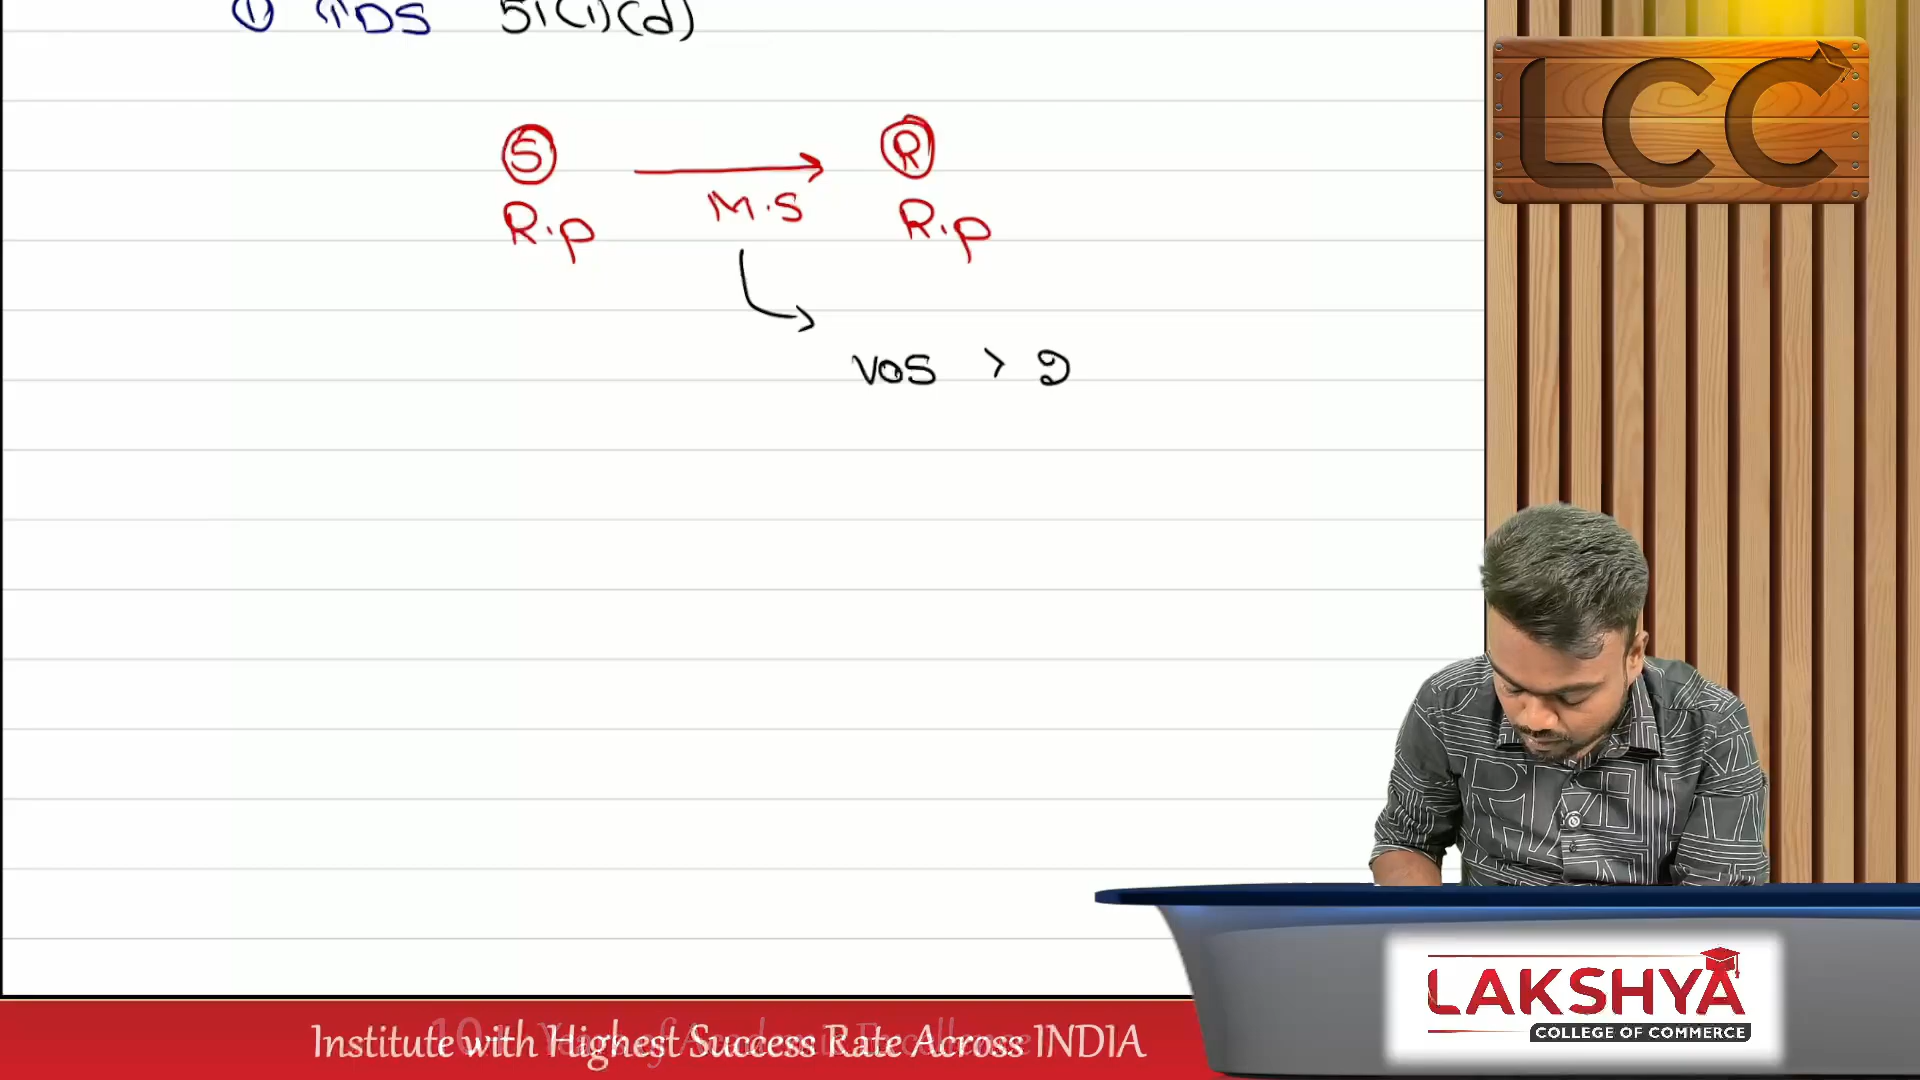 ① TDS 51(1)(d)
S R
M.S
R.p R.p
VOS > 2
LCC
LAKSHYA
COLLEGE OF COMMERCE
Institute with Highest Success Rate Across INDIA